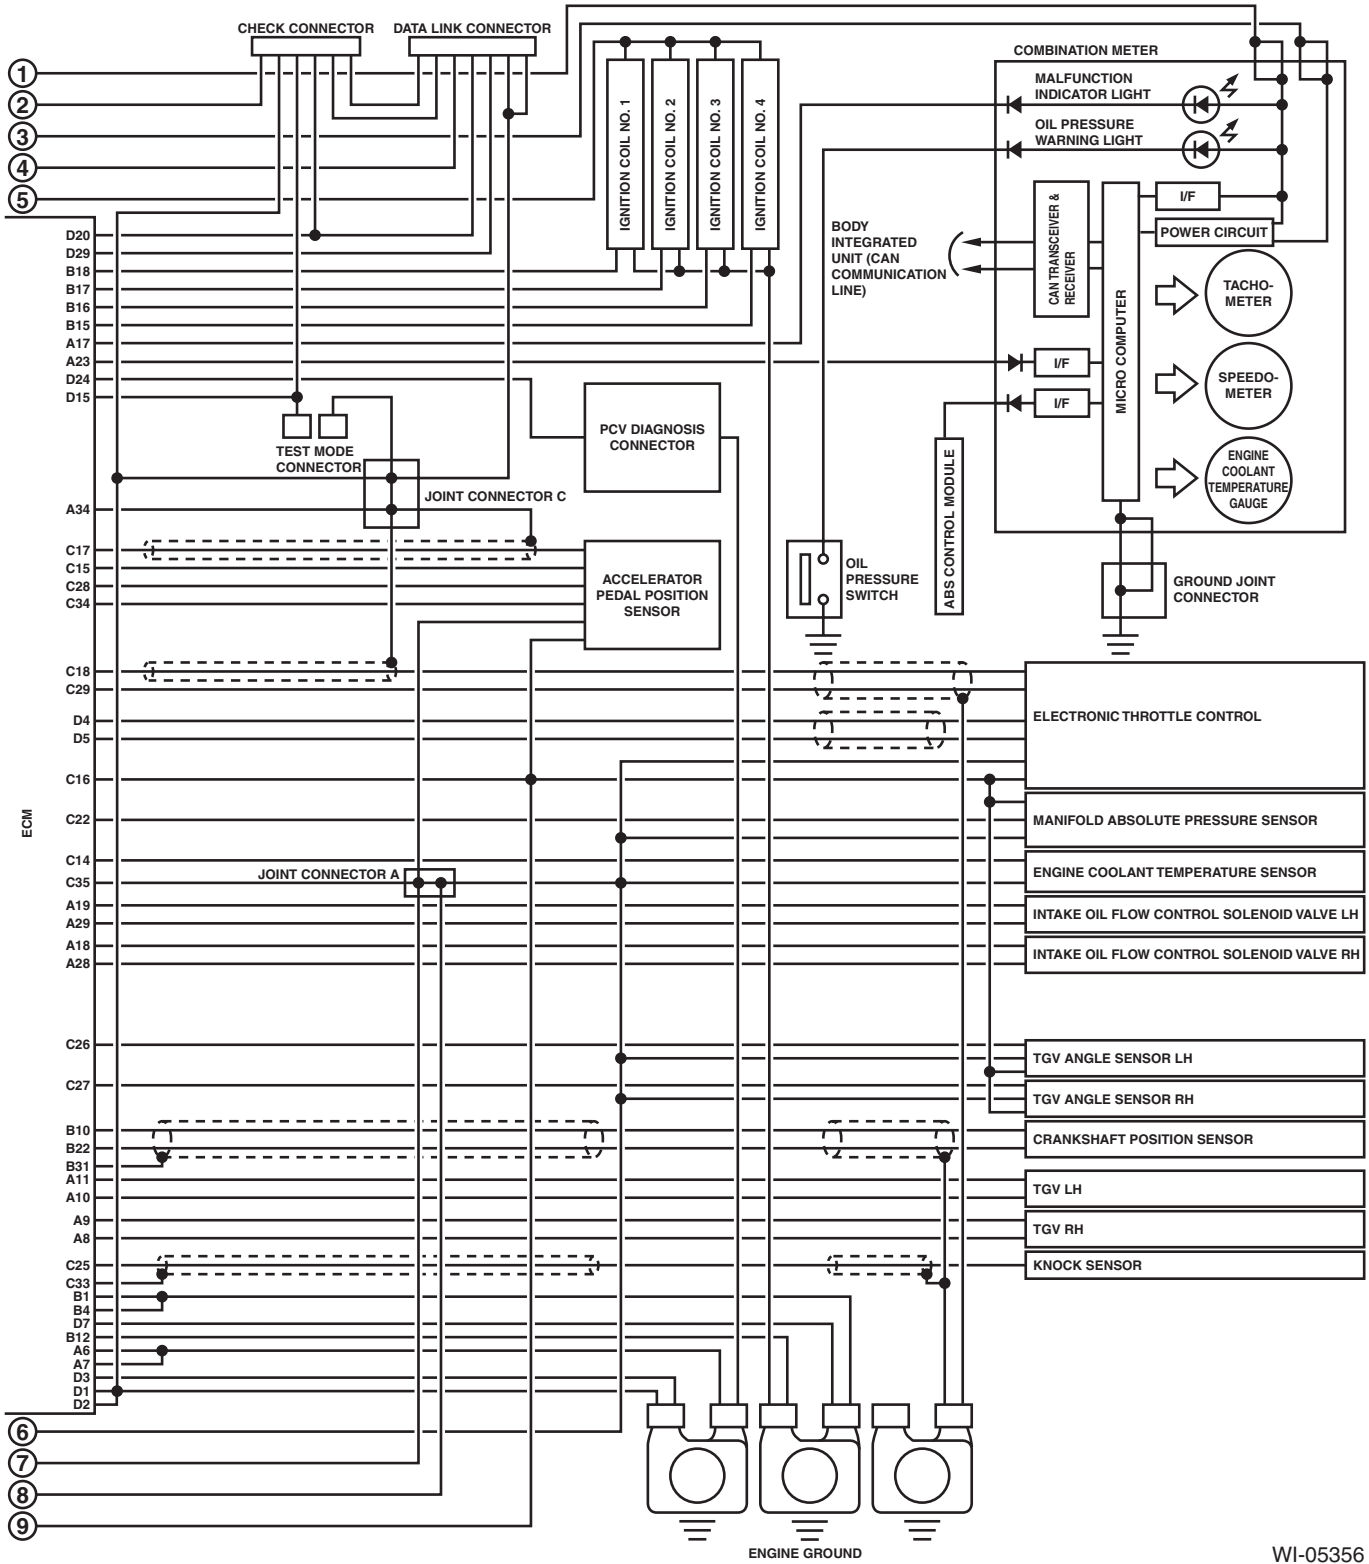 CHECK CONNECTOR
DATA LINK CONNECTOR
1
2
3
4
5
IGNITION COIL NO. 1
IGNITION COIL NO. 2
IGNITION COIL NO. 3
IGNITION COIL NO. 4
COMBINATION METER
MALFUNCTION
INDICATOR LIGHT
OIL PRESSURE
WARNING LIGHT
I/F
POWER CIRCUIT
CAN TRANSCEIVER &
RECEIVER
MICRO COMPUTER
BODY
INTEGRATED
UNIT (CAN
COMMUNICATION
LINE)
TACHO-
METER
I/F
SPEEDO-
METER
I/F
ENGINE
COOLANT
TEMPERATURE
GAUGE
D20
D29
B18
B17
B16
B15
A17
A23
D24
D15
PCV DIAGNOSIS
CONNECTOR
TEST MODE
CONNECTOR
JOINT CONNECTOR C
A34
C17
C15
C28
C34
ACCELERATOR
PEDAL POSITION
SENSOR
OIL
PRESSURE
SWITCH
ABS CONTROL MODULE
GROUND JOINT
CONNECTOR
C18
C29
D4
D5
C16
ELECTRONIC THROTTLE CONTROL
ECM
C22
MANIFOLD ABSOLUTE PRESSURE SENSOR
C14
C35
JOINT CONNECTOR A
ENGINE COOLANT TEMPERATURE SENSOR
A19
A29
INTAKE OIL FLOW CONTROL SOLENOID VALVE LH
A18
A28
INTAKE OIL FLOW CONTROL SOLENOID VALVE RH
C26
TGV ANGLE SENSOR LH
C27
TGV ANGLE SENSOR RH
B10
B22
B31
CRANKSHAFT POSITION SENSOR
A11
A10
TGV LH
A9
A8
TGV RH
C25
C33
KNOCK SENSOR
B1
B4
D7
B12
A6
A7
D3
D1
D2
6
7
8
9
ENGINE GROUND
WI-05356